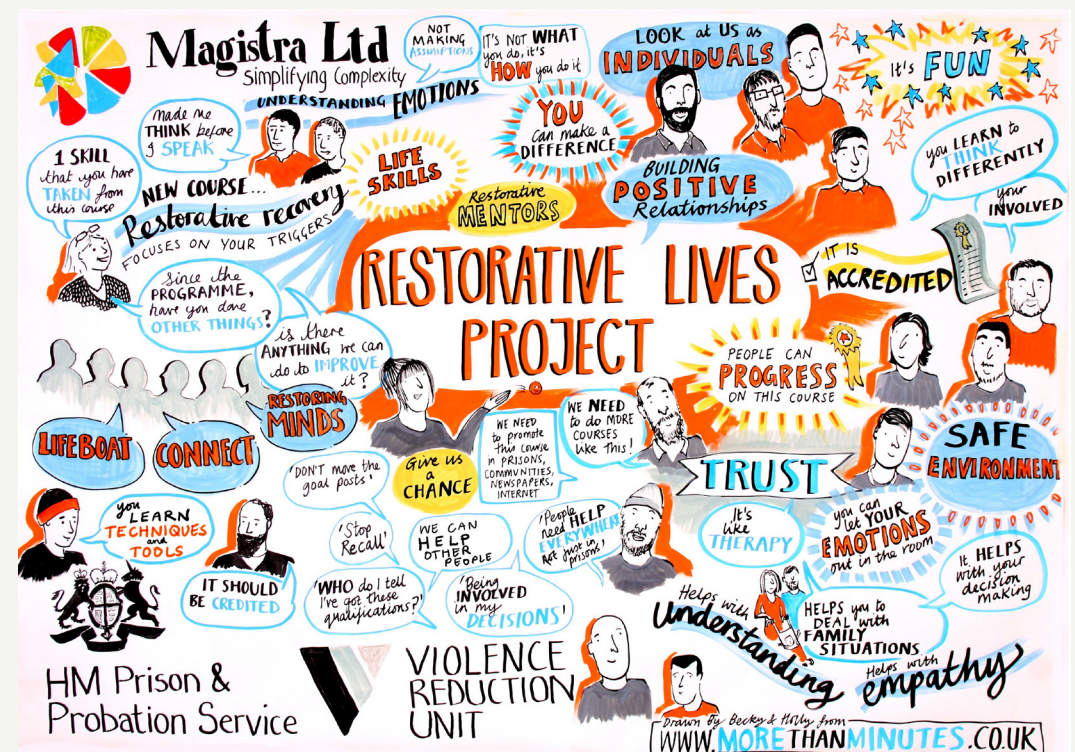 Magistra Ltd
Simplifying Complexity
NOT
MAKING
ASSUMPTIONS
IT'S NOT WHAT
you do, it's
HOW you do it
LOOK at US as
INDIVIDUALS
It's FUN
UNDERSTANDING EMOTIONS
made me
THINK before
I SPEAK
1 SKILL
that you have
TAKEN from
this course
NEW COURSE...
Restorative recovery
FOCUSES ON YOUR TRIGGERS
LIFE
SKILLS
YOU
can make a
DIFFERENCE
Restorative
MENTORS
BUILDING
POSITIVE
Relationships
you LEARN to
THINK
DIFFERENTLY
your
INVOLVED
RESTORATIVE LIVES
PROJECT
IT IS
ACCREDITED
since the
PROGRAMME,
have you done
OTHER THINGS?
is there
ANYTHING we can
do to IMPROVE
it?
PEOPLE CAN
PROGRESS
ON THIS COURSE
LIFEBOAT
CONNECT
RESTORING
MINDS
'DON'T move the
goal posts'
Give us
a
CHANCE
WE NEED
to promote
this course
in PRISONS,
COMMUNITIES,
NEWSPAPERS,
INTERNET
WE NEED
to do MORE
COURSES
like this!
TRUST
SAFE
ENVIRONMENT
you
LEARN
TECHNIQUES
and
TOOLS
IT SHOULD
BE CREDITED
'Stop
Recall'
WE CAN
HELP
OTHER
PEOPLE
'People
need HELP
EVERYWHERE
not just in
prisons'
'WHO do I tell
I've got these
qualifications?'
'Being
INVOLVED
in my
DECISIONS'
It's
like
THERAPY
you can
let YOUR
EMOTIONS
out in the room
It HELPS
with your
decision
making
Helps with
understanding
HELPS you to
DEAL with
FAMILY
SITUATIONS
Helps with
empathy
HM Prison &
Probation Service
VIOLENCE
REDUCTION
UNIT
Drawn By Becky & Holly from
WWW.MORETHANMINUTES.CO.UK